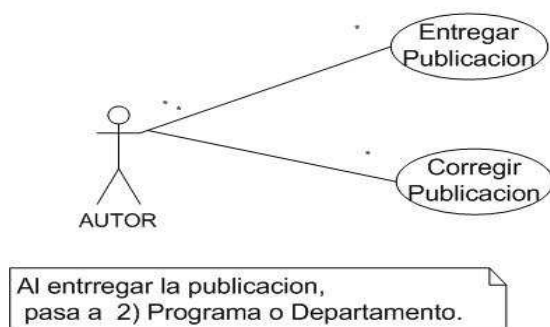 Entregar
Publicacion
*
* *
*
Corregir
Publicacion
AUTOR
Al entrregar la publicacion,
pasa a 2) Programa o Departamento.